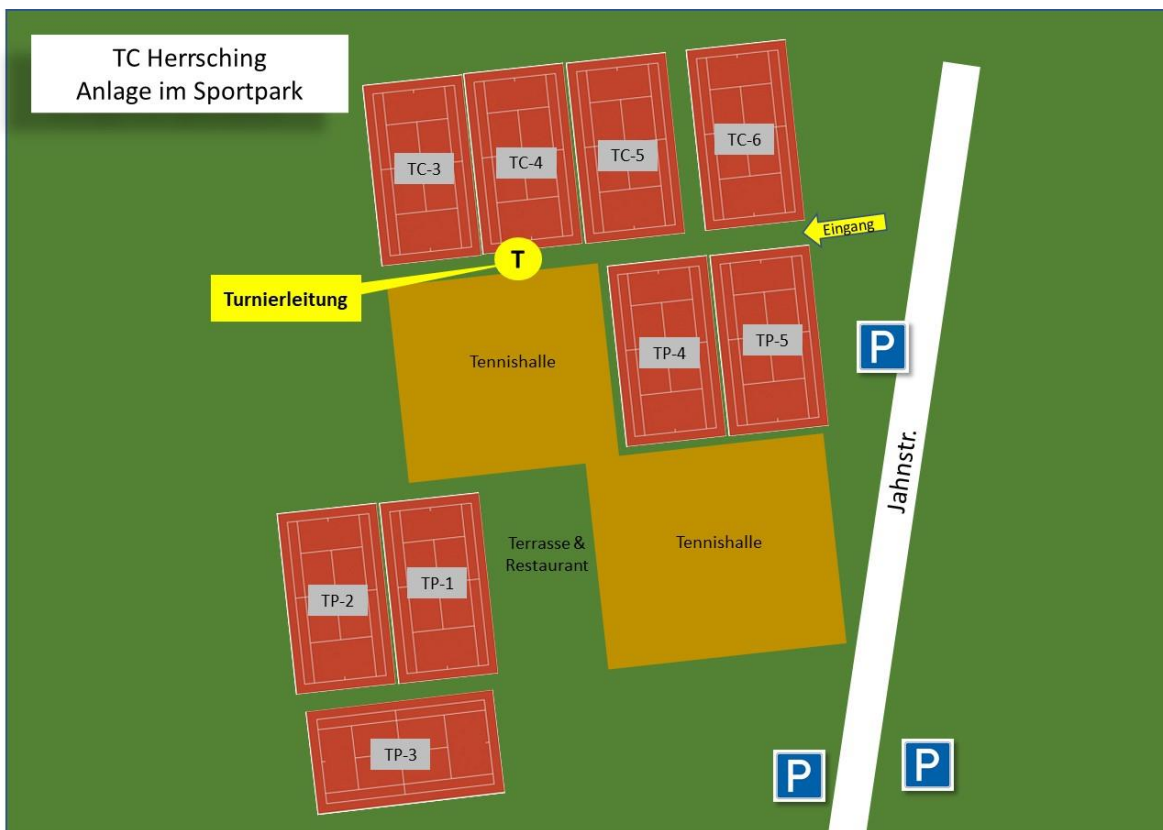 TC Herrsching
Anlage im Sportpark
TC-3
TC-4
TC-5
TC-6
Eingang
T
Turnierleitung
Tennishalle
TP-4
TP-5
P
Jahnstr.
Terrasse &
Restaurant
Tennishalle
TP-2
TP-1
TP-3
P
P